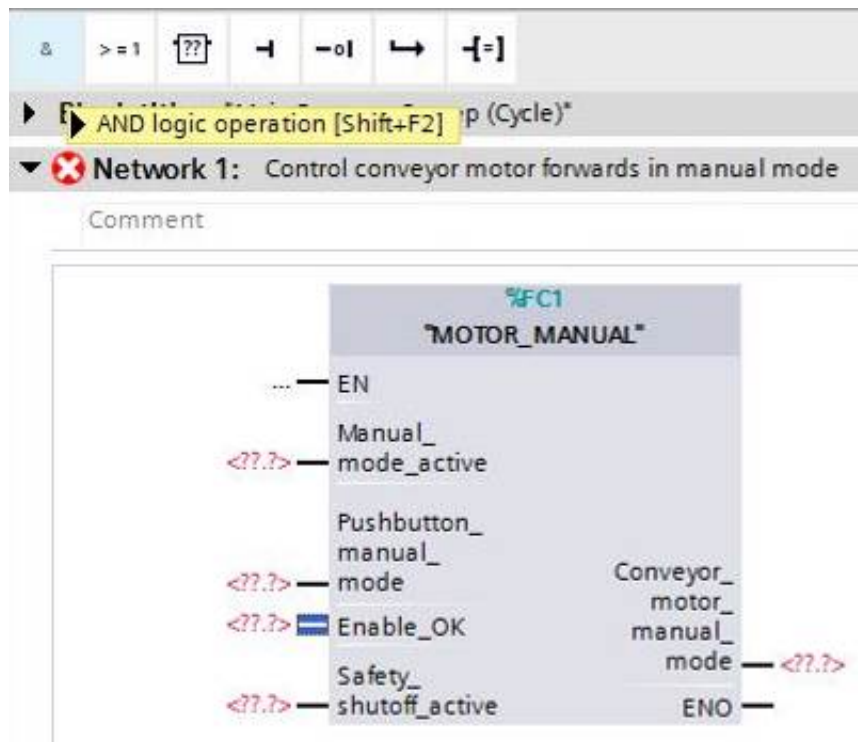 & >=1 ?? [=]
AND logic operation [Shift+F2] p (Cycle)"
Network 1: Control conveyor motor forwards in manual mode
Comment
%FC1
"MOTOR_MANUAL"
... EN
Manual_
<??.?> mode_active
Pushbutton_
manual_
<??.?> mode
<??.?> Enable_OK
Safety_
<??.?> shutoff_active
Conveyor_
motor_
manual_
mode <??.?>
ENO